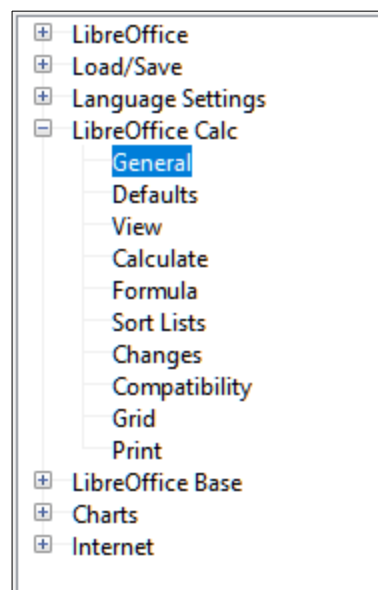 LibreOffice
Load/Save
Language Settings
LibreOffice Calc
General
Defaults
View
Calculate
Formula
Sort Lists
Changes
Compatibility
Grid
Print
LibreOffice Base
Charts
Internet